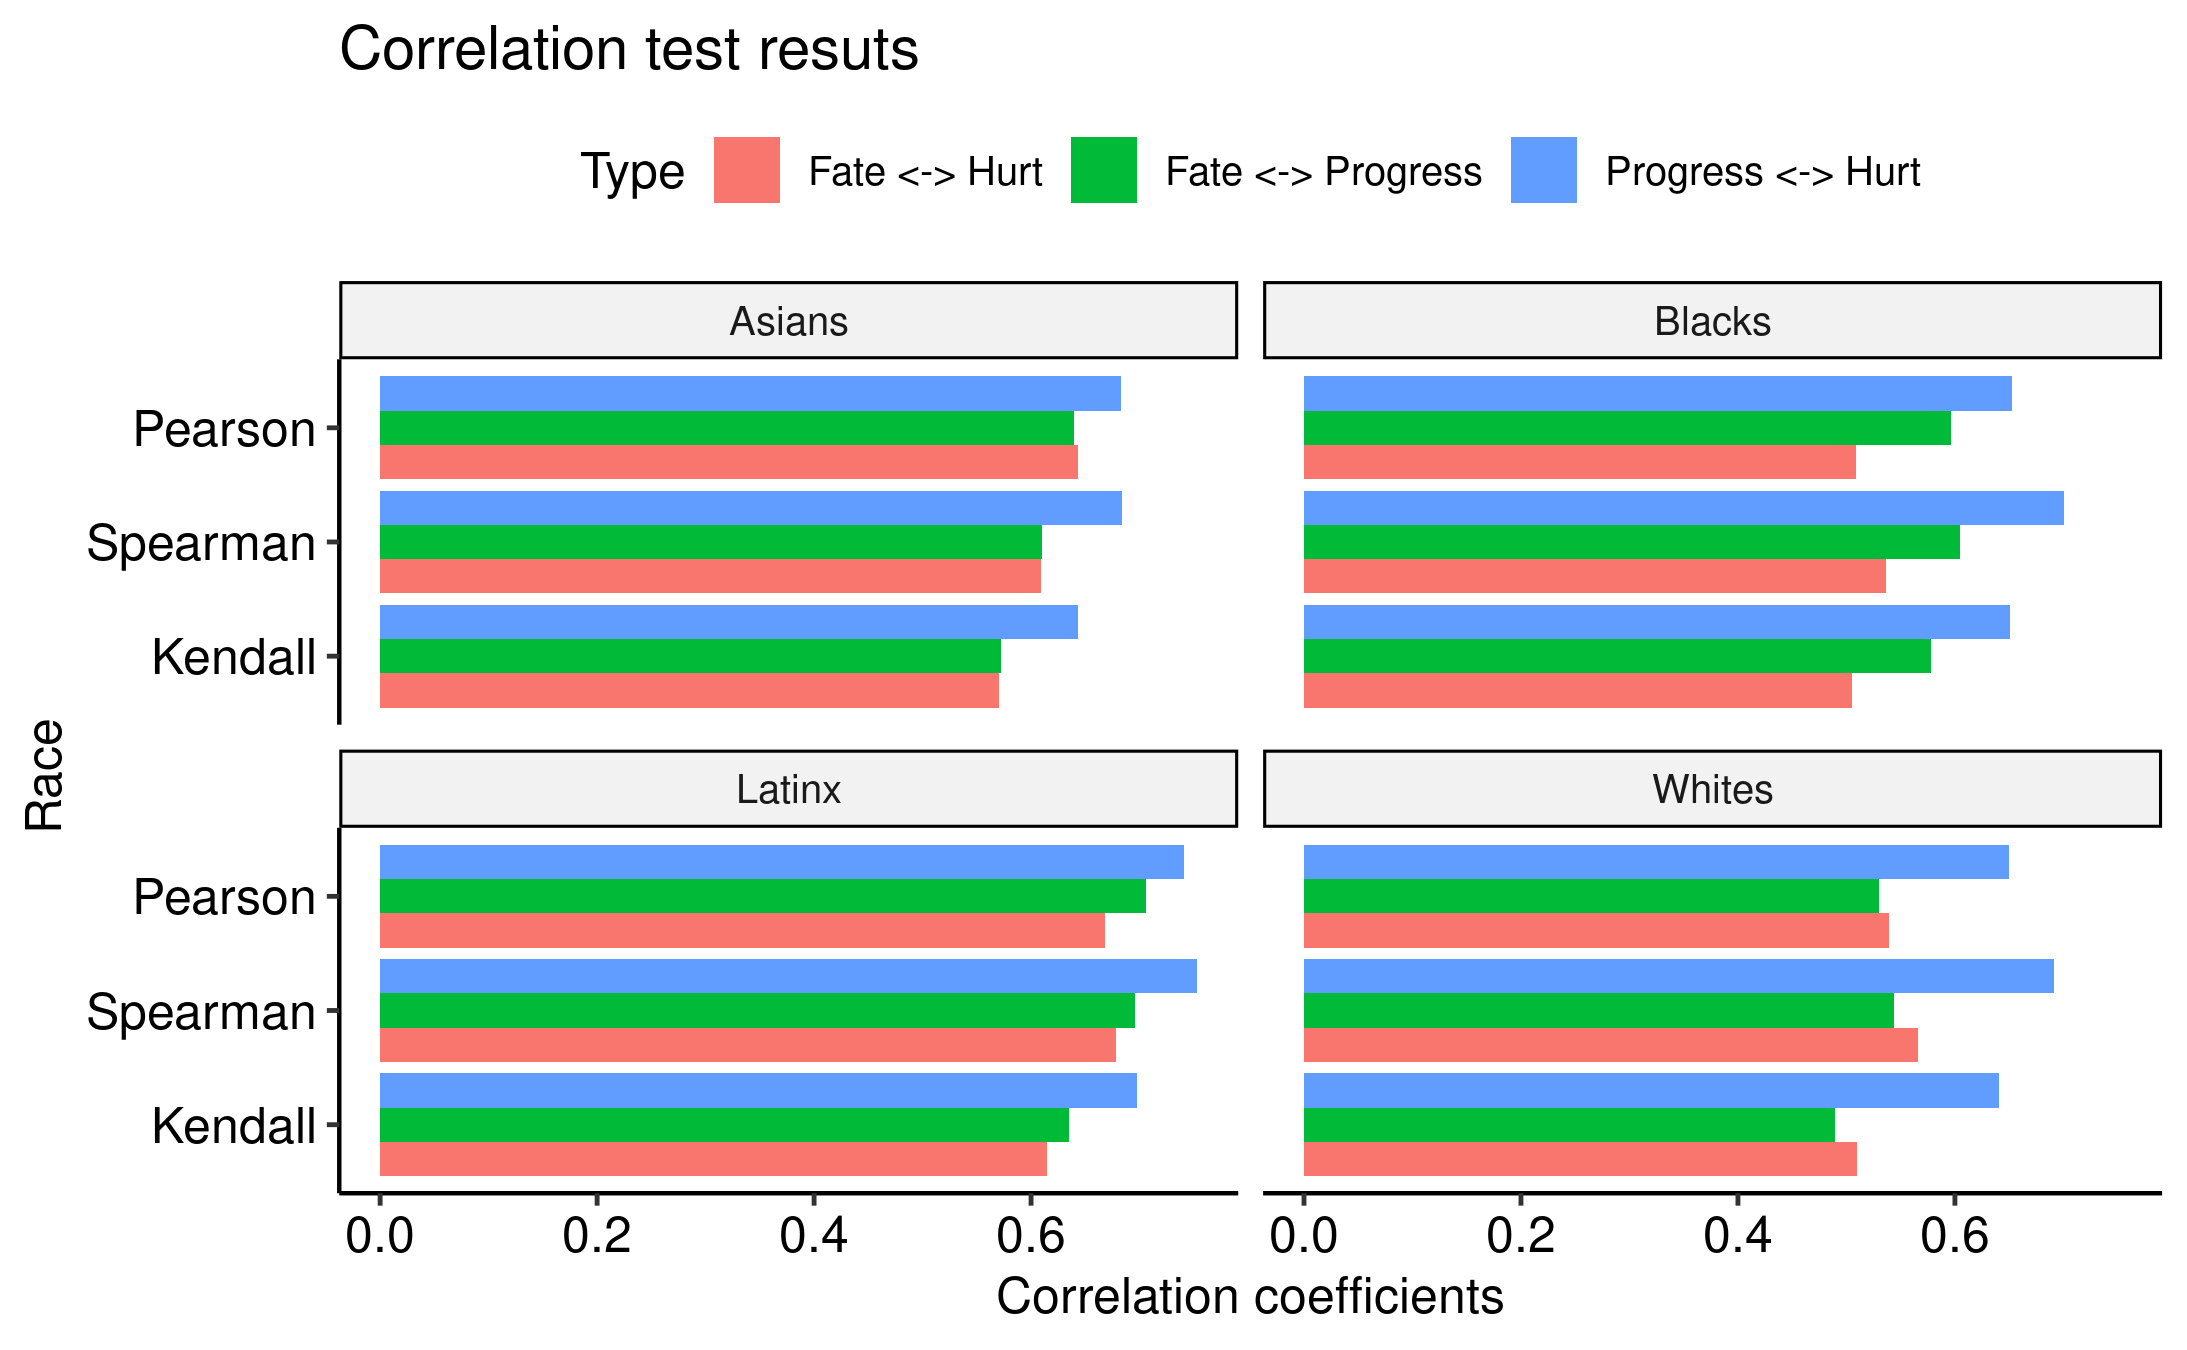 Correlation test resuts
Type Fate <-> Hurt Fate <-> Progress Progress <-> Hurt
Asians Blacks
Pearson
Spearman
Kendall
Race
Latinx Whites
Pearson
Spearman
Kendall
0.0 0.2 0.4 0.6 0.0 0.2 0.4 0.6
Correlation coefficients